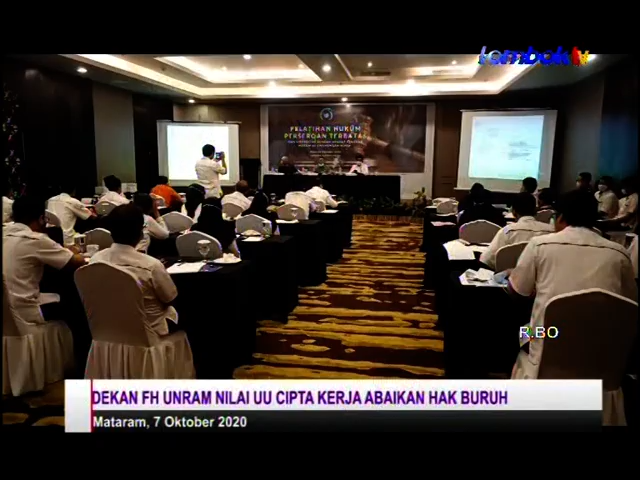 lombok tv
PELATIHAN HUKUM
PERSEROAN TERBATAS
R.BO
DEKAN FH UNRAM NILAI UU CIPTA KERJA ABAIKAN HAK BURUH
Mataram, 7 Oktober 2020